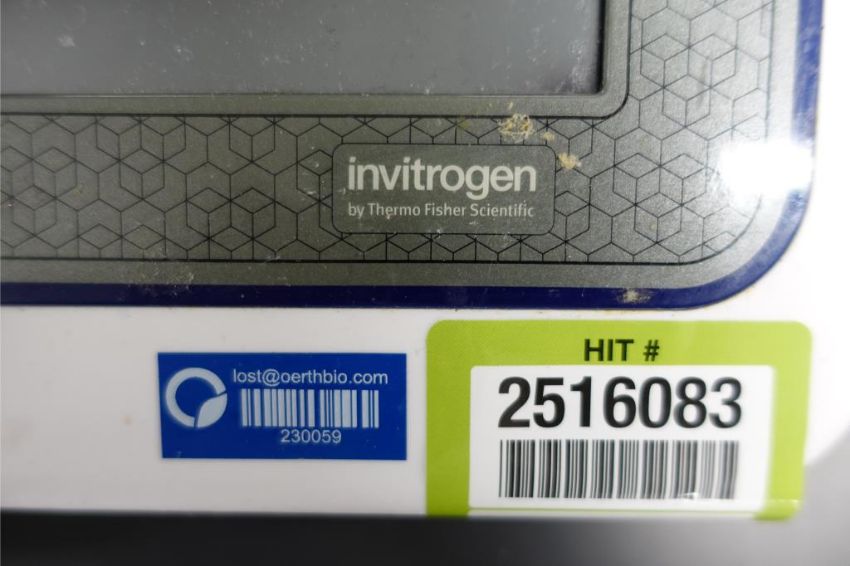 invitrogen
by Thermo Fisher Scientific
lost@oerthbio.com
230059
HIT #
2516083